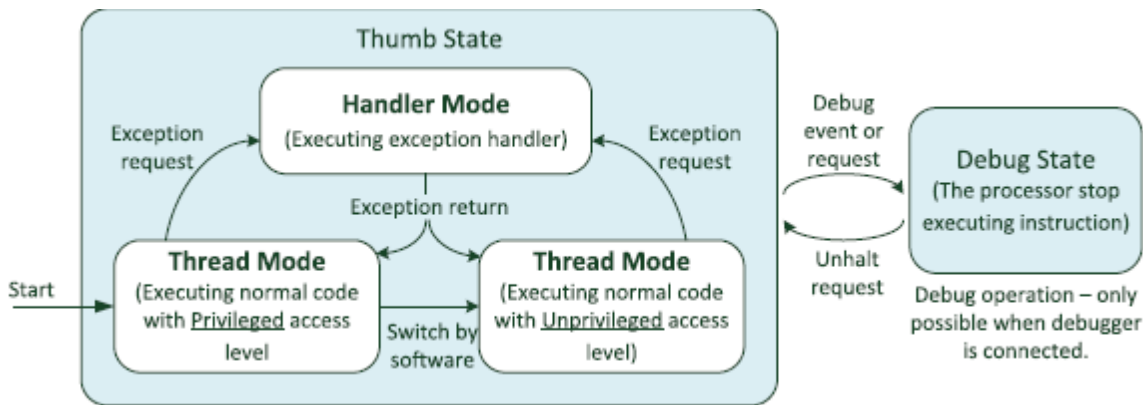 Thumb State
Handler Mode
(Executing exception handler)
Exception
request
Exception
request
Exception return
Start
Thread Mode
(Executing normal code
with Privileged access
level
Switch by
software
Thread Mode
(Executing normal code
with Unprivileged access
level)
Debug
event or
request
Unhalt
request
Debug State
(The processor stop
executing instruction)
Debug operation – only
possible when debugger
is connected.